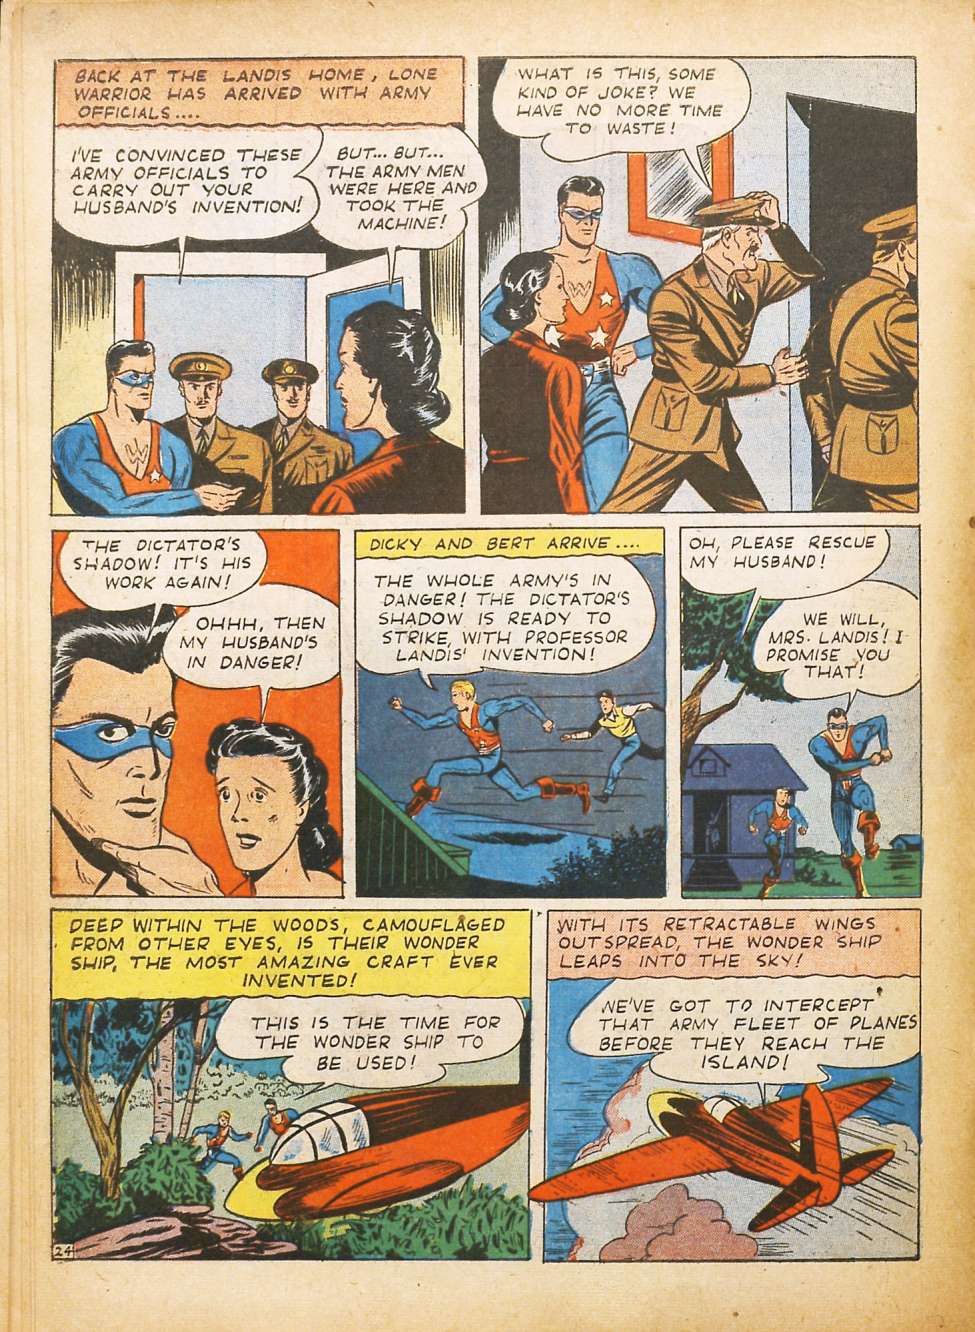 BACK AT THE LANDIS HOME, LONE
WARRIOR HAS ARRIVED WITH ARMY
OFFICIALS....
I'VE CONVINCED THESE
ARMY OFFICIALS TO
CARRY OUT YOUR
HUSBAND'S INVENTION!
BUT... BUT...
THE ARMY MEN
WERE HERE AND
TOOK THE
MACHINE!
W
WHAT IS THIS, SOME
KIND OF JOKE? WE
HAVE NO MORE TIME
TO WASTE!
W
THE DICTATOR'S
SHADOW! IT'S HIS
WORK AGAIN!
OHHH, THEN
MY HUSBAND'S
IN DANGER!
DICKY AND BERT ARRIVE....
THE WHOLE ARMY'S IN
DANGER! THE DICTATOR'S
SHADOW IS READY TO
STRIKE, WITH PROFESSOR
LANDIS' INVENTION!
OH, PLEASE RESCUE
MY HUSBAND!
WE WILL,
MRS. LANDIS! I
PROMISE YOU
THAT!
DEEP WITHIN THE WOODS, CAMOUFLAGED
FROM OTHER EYES, IS THEIR WONDER
SHIP, THE MOST AMAZING CRAFT EVER
INVENTED!
THIS IS THE TIME FOR
THE WONDER SHIP TO
BE USED!
24
WITH ITS RETRACTABLE WINGS
OUTSPREAD, THE WONDER SHIP
LEAPS INTO THE SKY!
WE'VE GOT TO INTERCEPT
THAT ARMY FLEET OF PLANES
BEFORE THEY REACH THE
ISLAND!